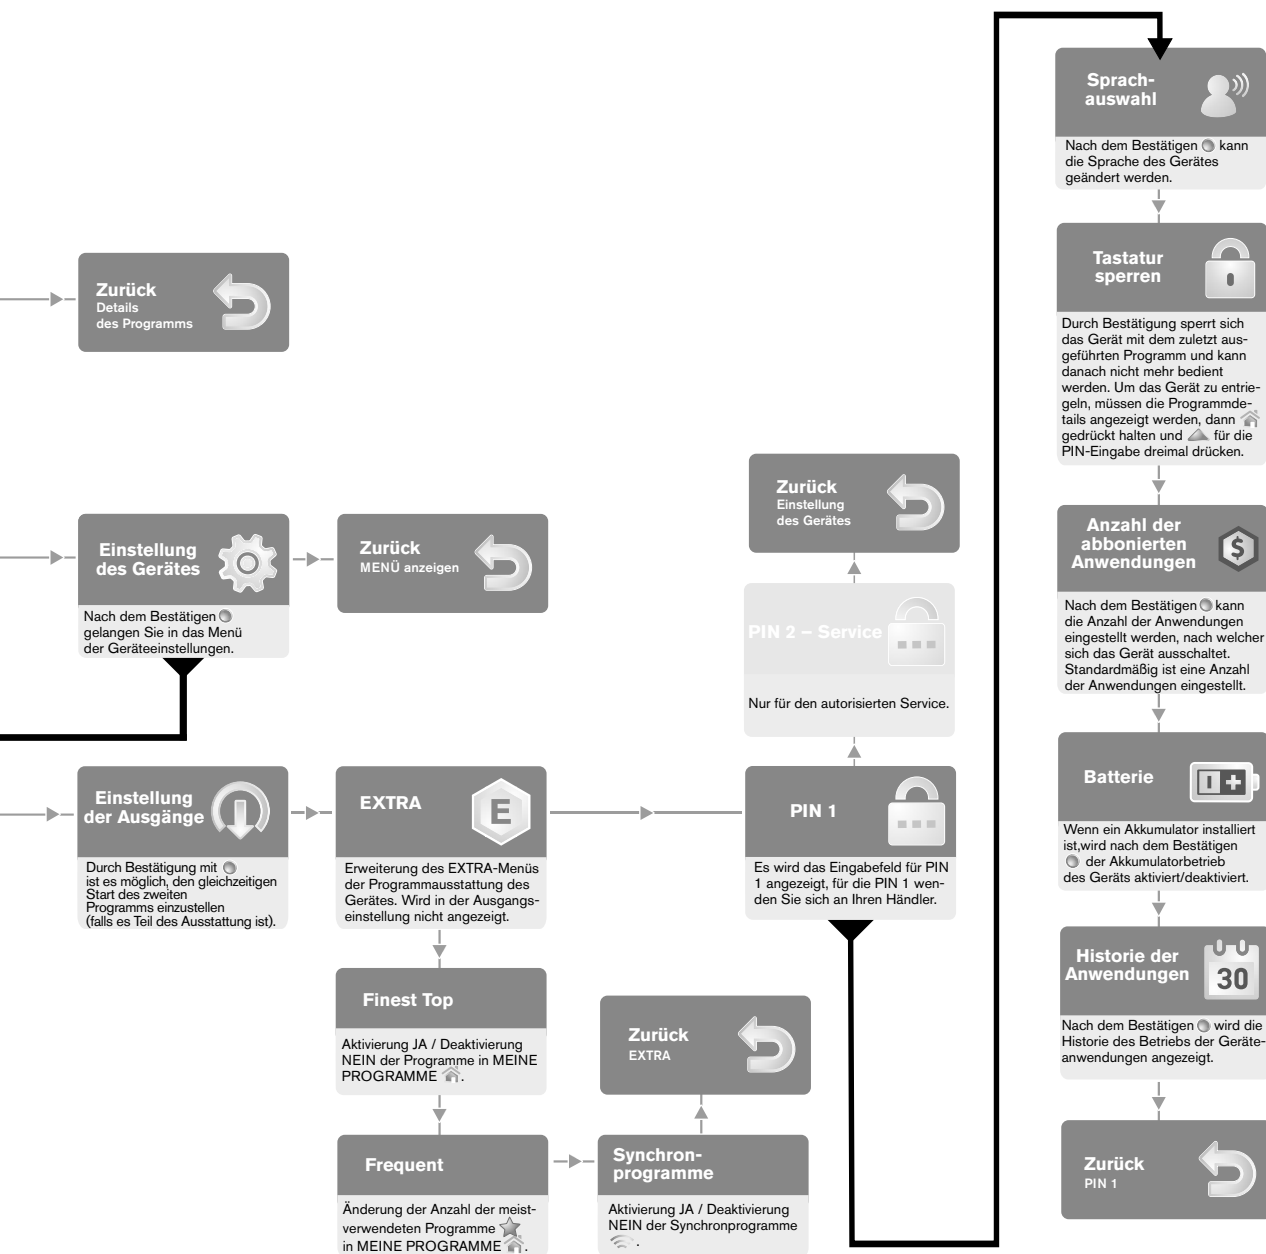 Zurück
Details
des Programms
Einstellung
des Gerätes
Nach dem Bestätigen
gelangen Sie in das Menü
der Geräteeinstellungen.
Zurück
MENÜ anzeigen
Einstellung
der Ausgänge
Durch Bestätigung mit
ist es möglich, den gleichzeitigen
Start des zweiten
Programms einzustellen
(falls es Teil des Ausstattung ist).
EXTRA
E
Erweiterung des EXTRA-Menüs
der Programmausstattung des
Gerätes. Wird in der Ausgangs-
einstellung nicht angezeigt.
Finest Top
Aktivierung JA / Deaktivierung
NEIN der Programme in MEINE
PROGRAMME .
Frequent
Änderung der Anzahl der meist-
verwendeten Programme
in MEINE PROGRAMME .
Synchron-
programme
Aktivierung JA / Deaktivierung
NEIN der Synchronprogramme
.
Zurück
EXTRA
Zurück
Einstellung
des Gerätes
PIN 2 – Service
Nur für den autorisierten Service.
PIN 1
Es wird das Eingabefeld für PIN
1 angezeigt, für die PIN 1 wen-
den Sie sich an Ihren Händler.
Sprach-
auswahl
Nach dem Bestätigen kann
die Sprache des Gerätes
geändert werden.
Tastatur
sperren
Durch Bestätigung sperrt sich
das Gerät mit dem zuletzt aus-
geführten Programm und kann
danach nicht mehr bedient
werden. Um das Gerät zu entrie-
geln, müssen die Programmde-
tails angezeigt werden, dann
gedrückt halten und für die
PIN-Eingabe dreimal drücken.
Anzahl der
abbonierten
Anwendungen
$
Nach dem Bestätigen kann
die Anzahl der Anwendungen
eingestellt werden, nach welcher
sich das Gerät ausschaltet.
Standardmäßig ist eine Anzahl
der Anwendungen eingestellt.
Batterie
Wenn ein Akkumulator installiert
ist,wird nach dem Bestätigen
der Akkumulatorbetrieb
des Geräts aktiviert/deaktiviert.
Historie der
Anwendungen
30
Nach dem Bestätigen wird die
Historie des Betriebs der Geräte-
anwendungen angezeigt.
Zurück
PIN 1